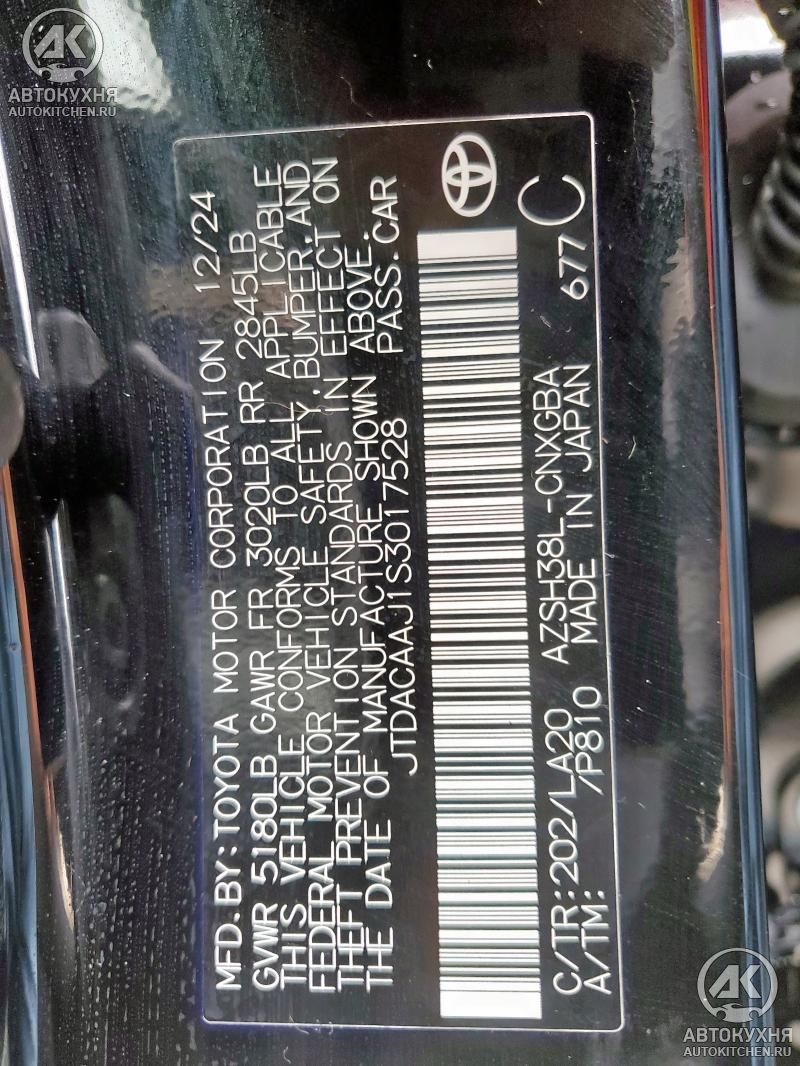 AK
АВТОКУХНЯ
AUTOKITCHEN.RU
MFD. BY: TOYOTA MOTOR CORPORATION 12/24
GVWR 5180LB GAWR FR 3020LB RR 2845LB
THIS VEHICLE CONFORMS TO ALL APPLICABLE
FEDERAL MOTOR VEHICLE SAFETY, BUMPER, AND
THEFT PREVENTION STANDARDS IN EFFECT ON
THE DATE OF MANUFACTURE SHOWN ABOVE.
JTDACAAJ1S3017528 PASS. CAR
C/TR: 202/LA20 AZSH38L-CNXGBA 677 C
A/TM: /P810 MADE IN JAPAN
AK
АВТОКУХНЯ
AUTOKITCHEN.RU